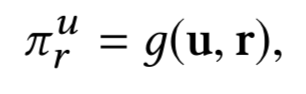 π_r^u = g(u, r),